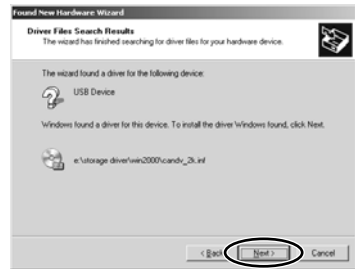 Found New Hardware Wizard
Driver Files Search Results
The wizard has finished searching for driver files for your hardware device.
The wizard found a driver for the following device:
USB Device
Windows found a driver for this device. To install the driver Windows found, click Next.
e:\storage driver\win2000\candv_2k.inf
< Back Next > Cancel